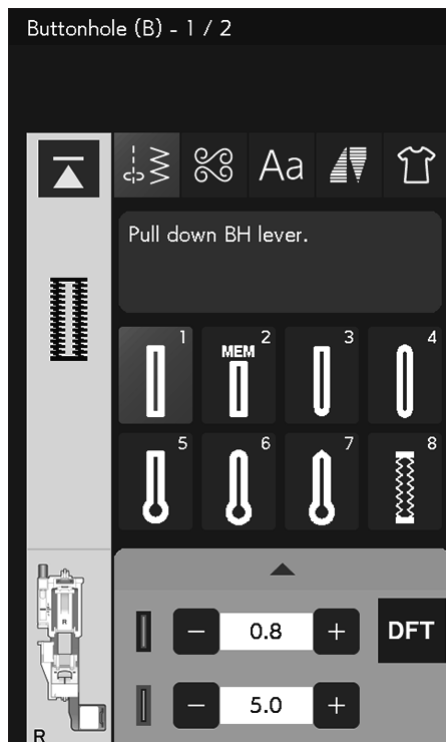 Buttonhole (B) - 1 / 2
Aa
Pull down BH lever.
1
MEM 2
3
4
5
6
7
8
− 0.8 + DFT
− 5.0 +
R
R